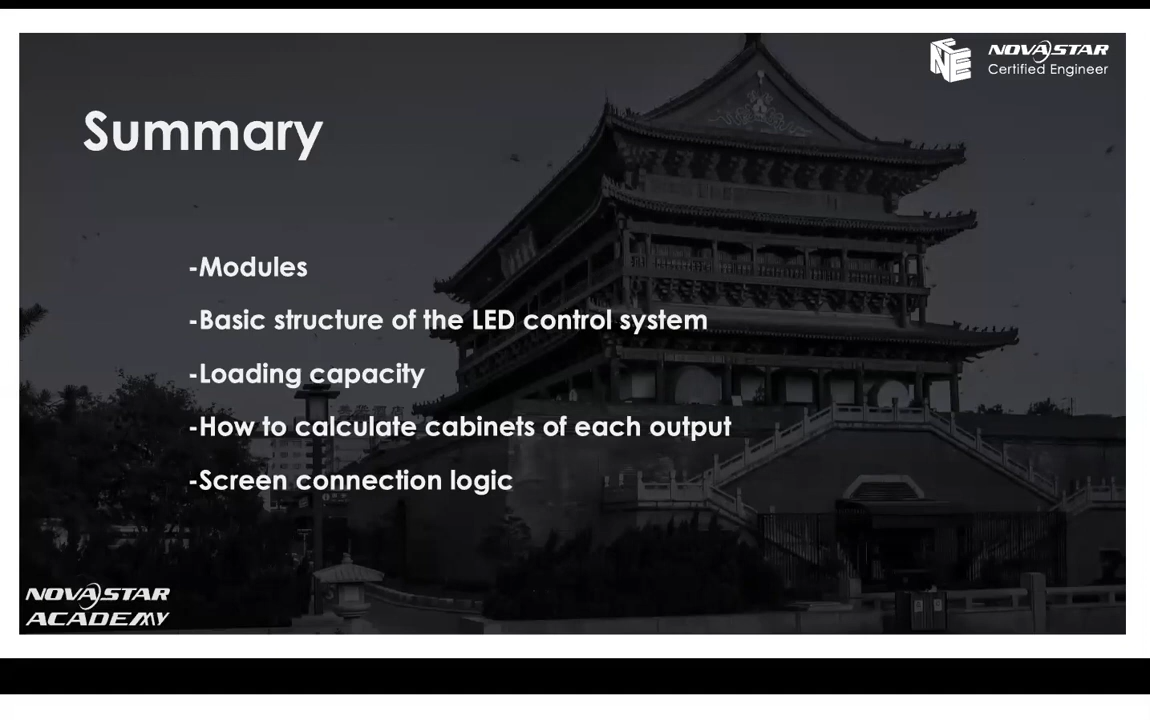 NOVASTAR
Certified Engineer
Summary
-Modules
-Basic structure of the LED control system
-Loading capacity
-How to calculate cabinets of each output
-Screen connection logic
NOVASTAR
ACADEMY